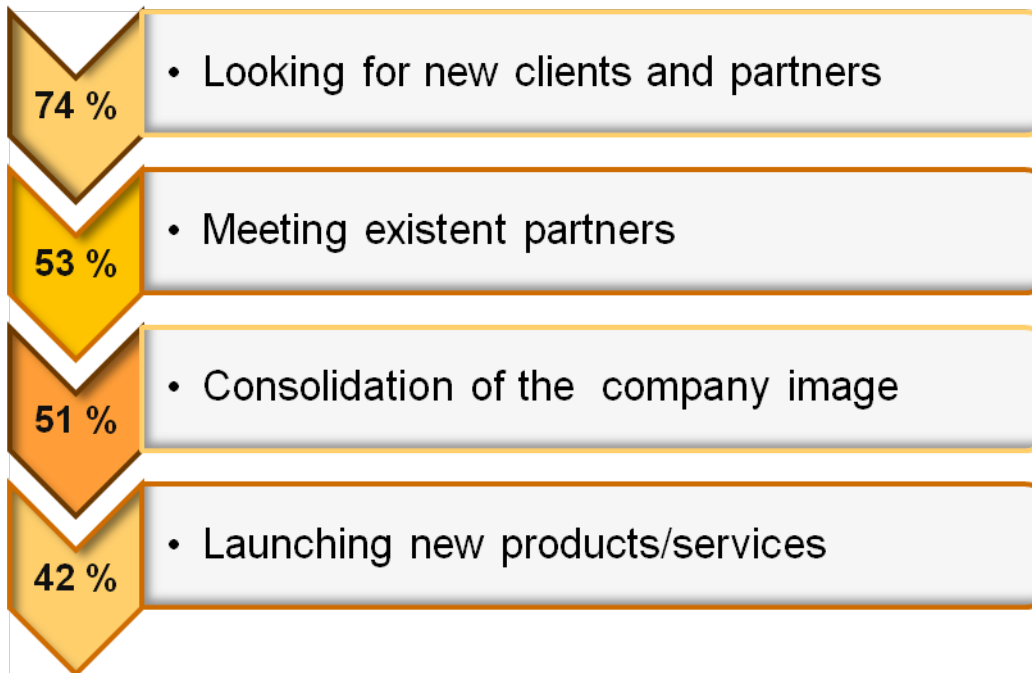 74 %
• Looking for new clients and partners
53 %
• Meeting existent partners
51 %
• Consolidation of the company image
42 %
• Launching new products/services